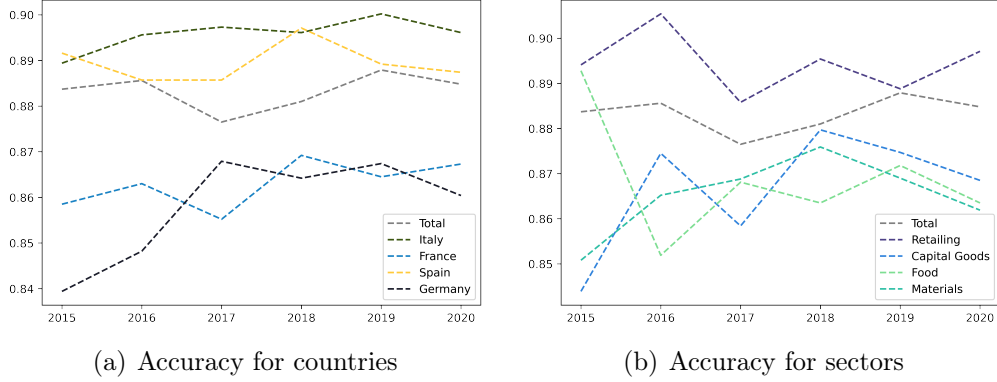 0.90
0.89
0.88
0.87
0.86
0.85
0.84
2015 2016 2017 2018 2019 2020
Total
Italy
France
Spain
Germany
(a) Accuracy for countries
0.90
0.89
0.88
0.87
0.86
0.85
2015 2016 2017 2018 2019 2020
Total
Retailing
Capital Goods
Food
Materials
(b) Accuracy for sectors